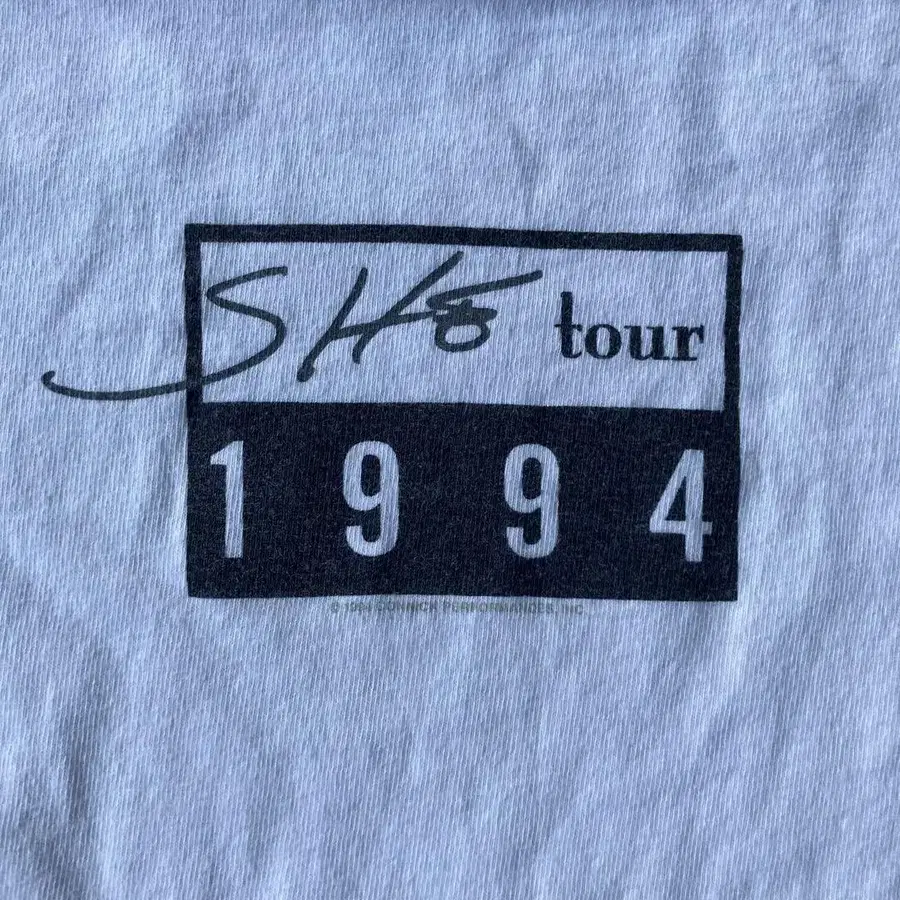 SHE tour
1994
© 1994 CONNICK PERFORMANCES, INC